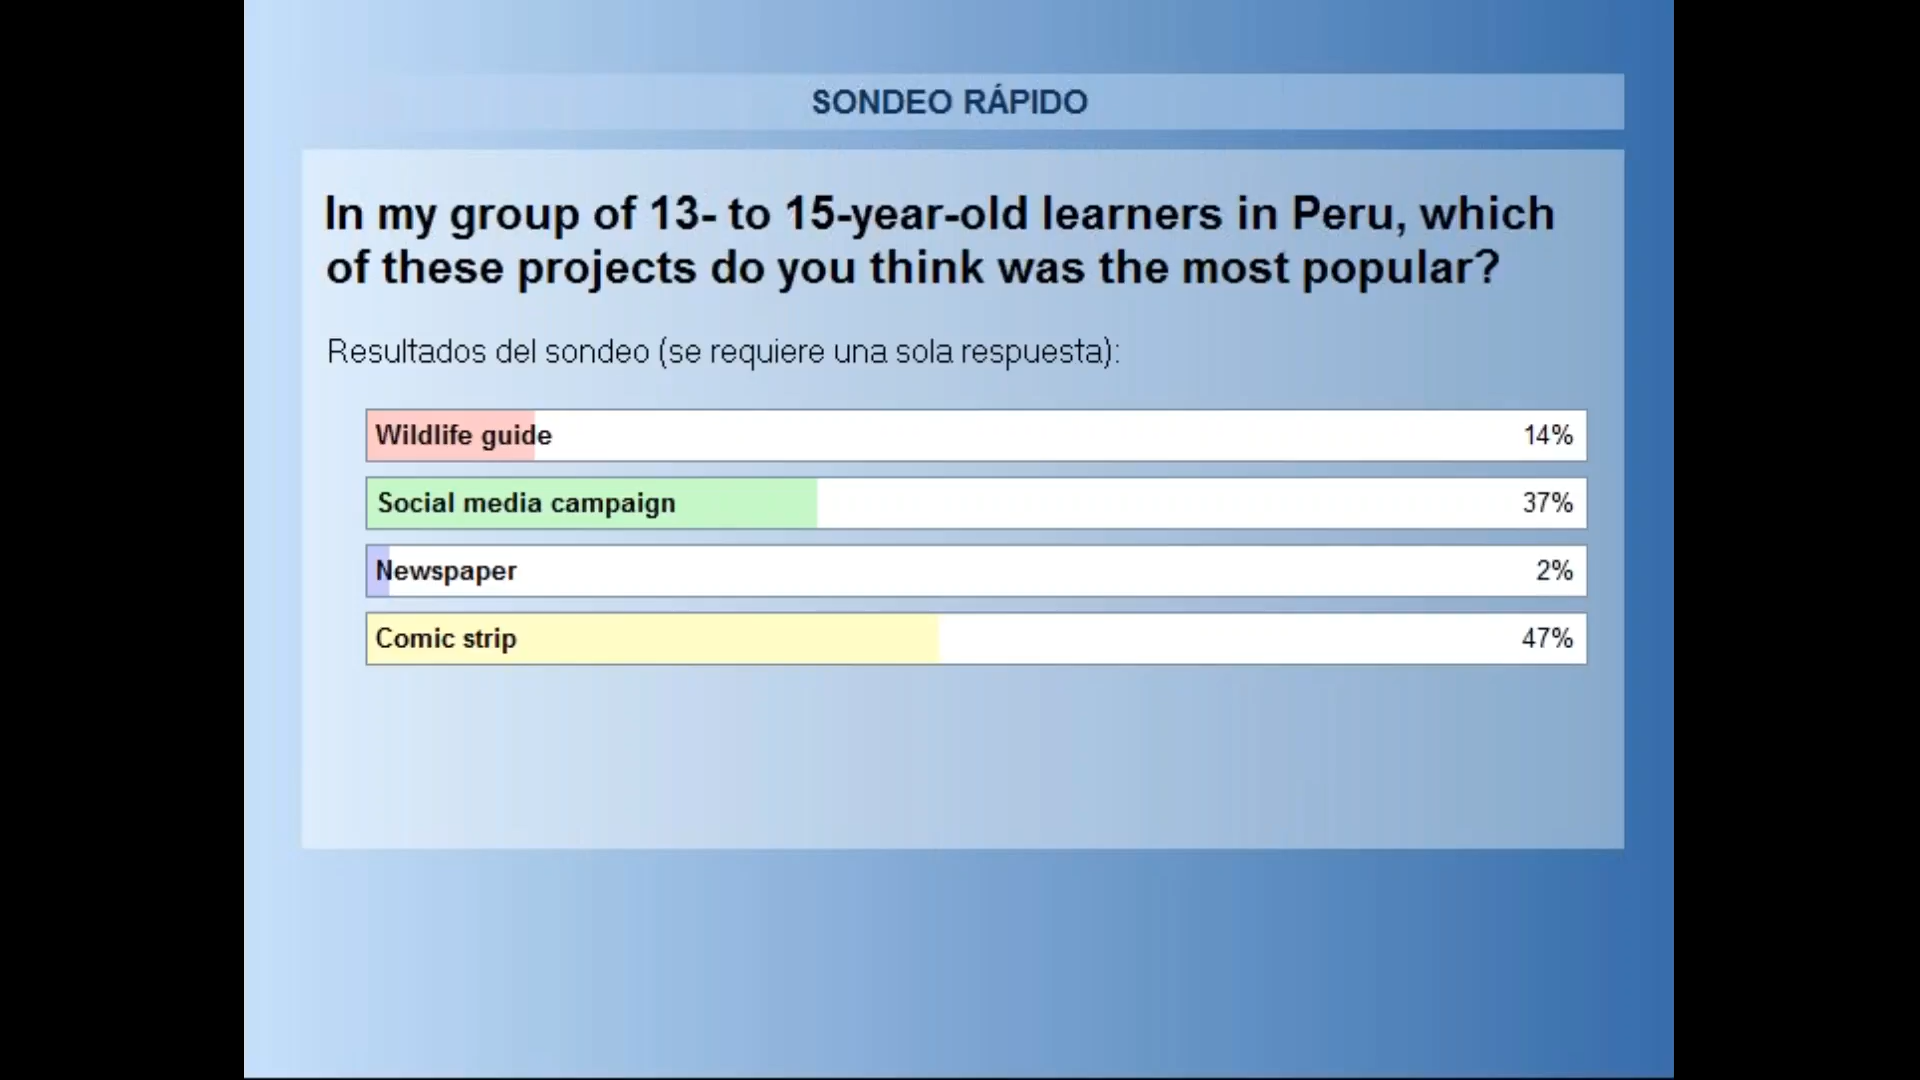 SONDEO RÁPIDO
In my group of 13- to 15-year-old learners in Peru, which
of these projects do you think was the most popular?
Resultados del sondeo (se requiere una sola respuesta):
Wildlife guide 14%
Social media campaign 37%
Newspaper 2%
Comic strip 47%